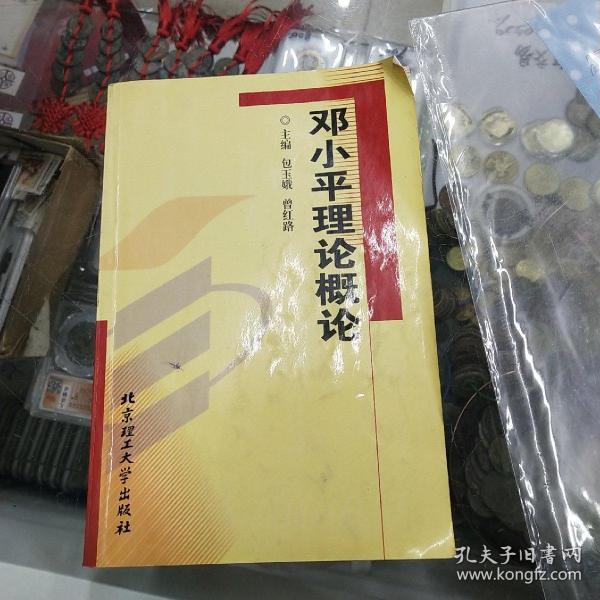 邓小平理论概论
◎主编 包玉娥 曾红路
北京理工大学出版社
孔夫子旧书网
www.kongfz.com